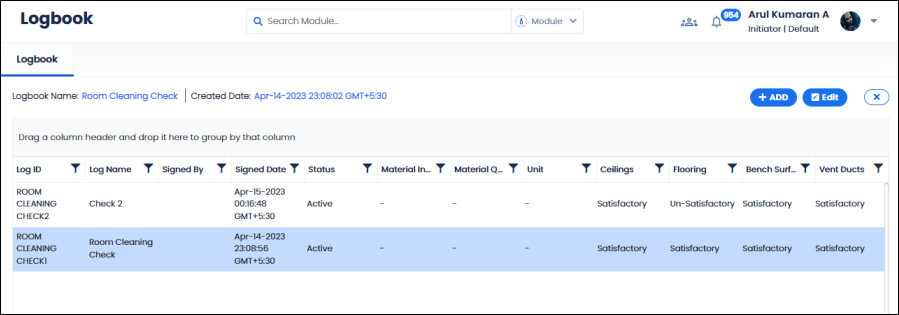 Logbook
Search Module..
Module
954
Arul Kumaran A
Initiator | Default
Logbook
Logbook Name: Room Cleaning Check | Created Date: Apr-14-2023 23:08:02 GMT+5:30
+ ADD
Edit
Drag a column header and drop it here to group by that column
Log ID Log Name Signed By Signed Date Status Material In... Material Q... Unit Ceilings Flooring Bench Surf... Vent Ducts
ROOM CLEANING CHECK2 Check 2 Apr-15-2023 00:16:48 GMT+5:30 Active - - - Satisfactory Un-Satisfactory Satisfactory Satisfactory
ROOM CLEANING CHECK1 Room Cleaning Check Apr-14-2023 23:08:56 GMT+5:30 Active - - - Satisfactory Satisfactory Satisfactory Satisfactory